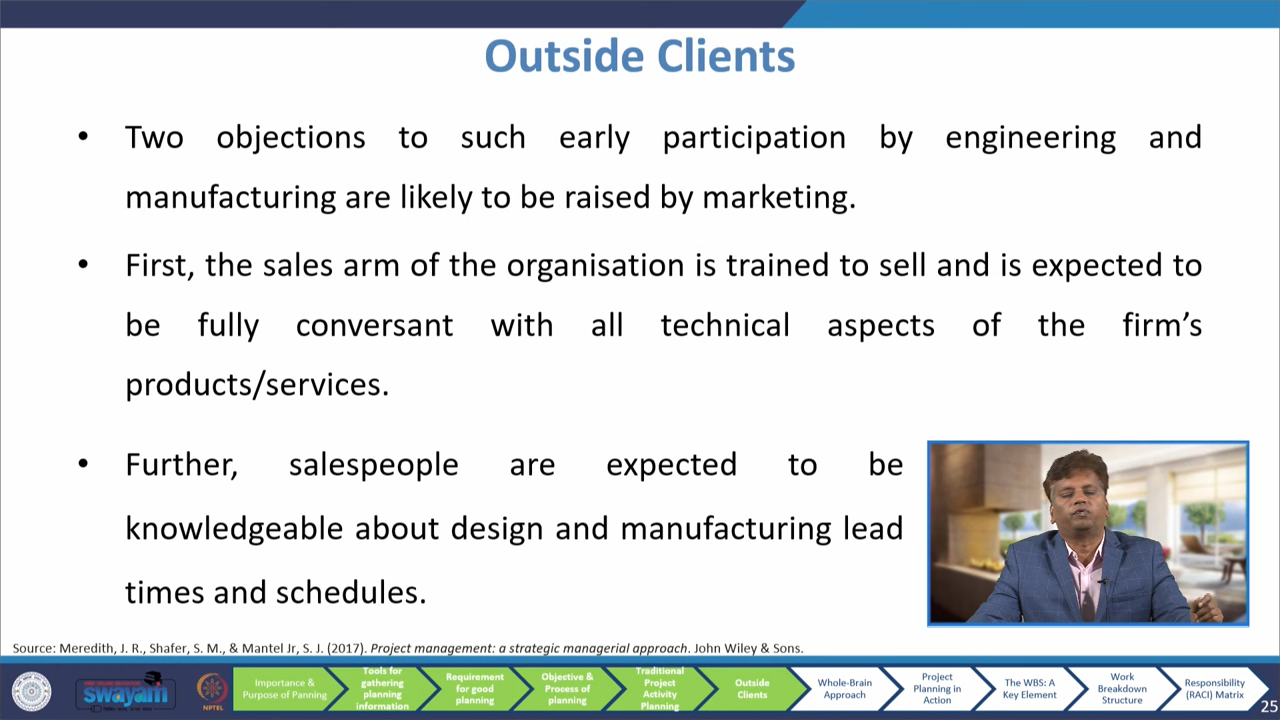 Outside Clients
• Two objections to such early participation by engineering and
manufacturing are likely to be raised by marketing.
• First, the sales arm of the organisation is trained to sell and is expected to
be fully conversant with all technical aspects of the firm’s
products/services.
• Further, salespeople are expected to be
knowledgeable about design and manufacturing lead
times and schedules.
Source: Meredith, J. R., Shafer, S. M., & Mantel Jr, S. J. (2017). Project management: a strategic managerial approach. John Wiley & Sons.
swayam
NPTEL
Importance &
Purpose of Panning
Tools for
gathering
planning
information
Requirement
for good
planning
Objective &
Process of
planning
Traditional
Project
Activity
Planning
Outside
Clients
Whole-Brain
Approach
Project
Planning in
Action
The WBS: A
Key Element
Work
Breakdown
Structure
Responsibility
(RACI) Matrix
25